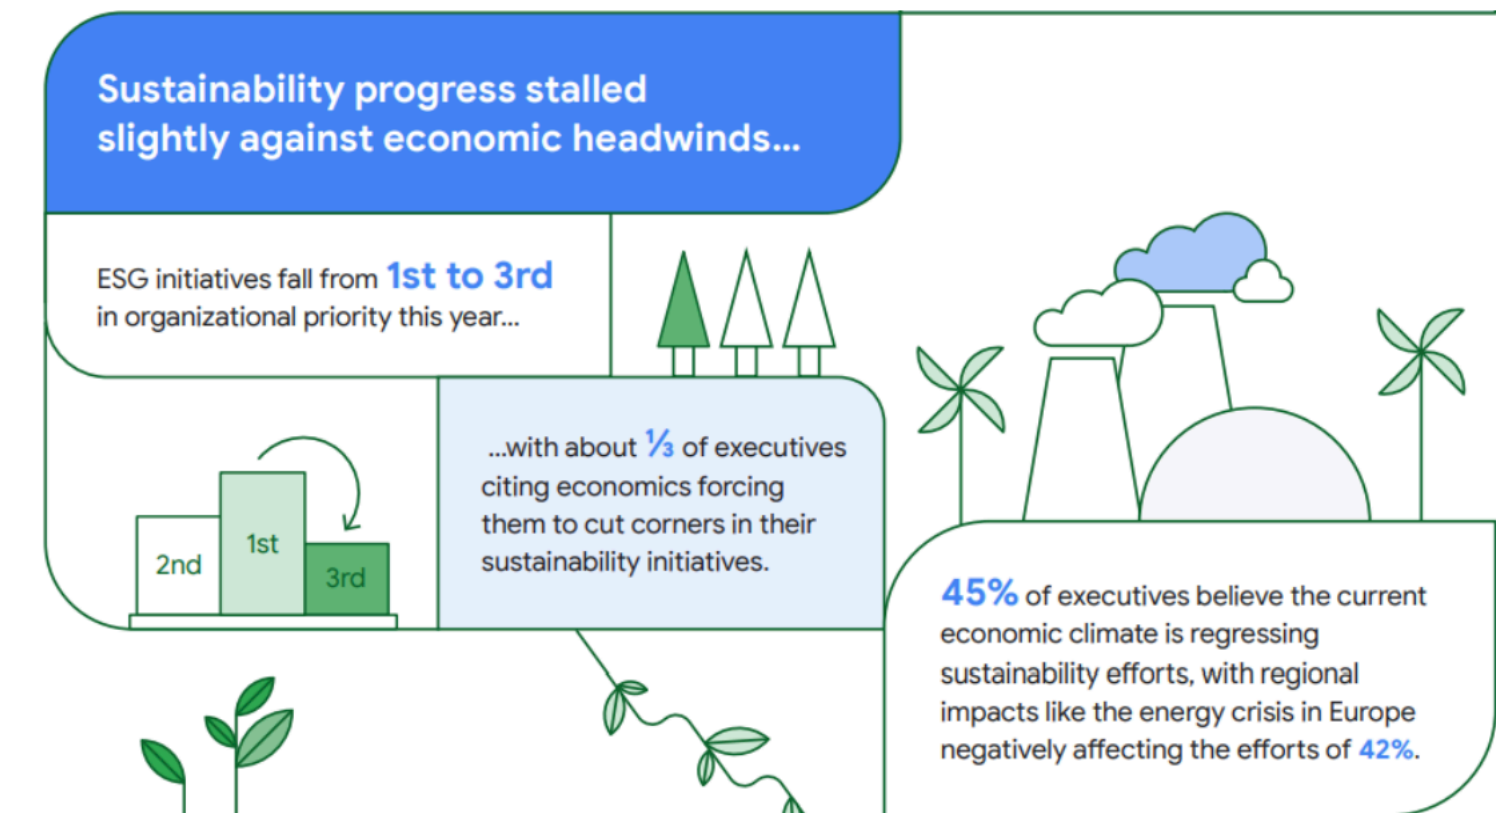 Sustainability progress stalled
slightly against economic headwinds...
ESG initiatives fall from 1st to 3rd
in organizational priority this year...
2nd
1st
3rd
...with about ⅓ of executives
citing economics forcing
them to cut corners in their
sustainability initiatives.
45% of executives believe the current
economic climate is regressing
sustainability efforts, with regional
impacts like the energy crisis in Europe
negatively affecting the efforts of 42%.